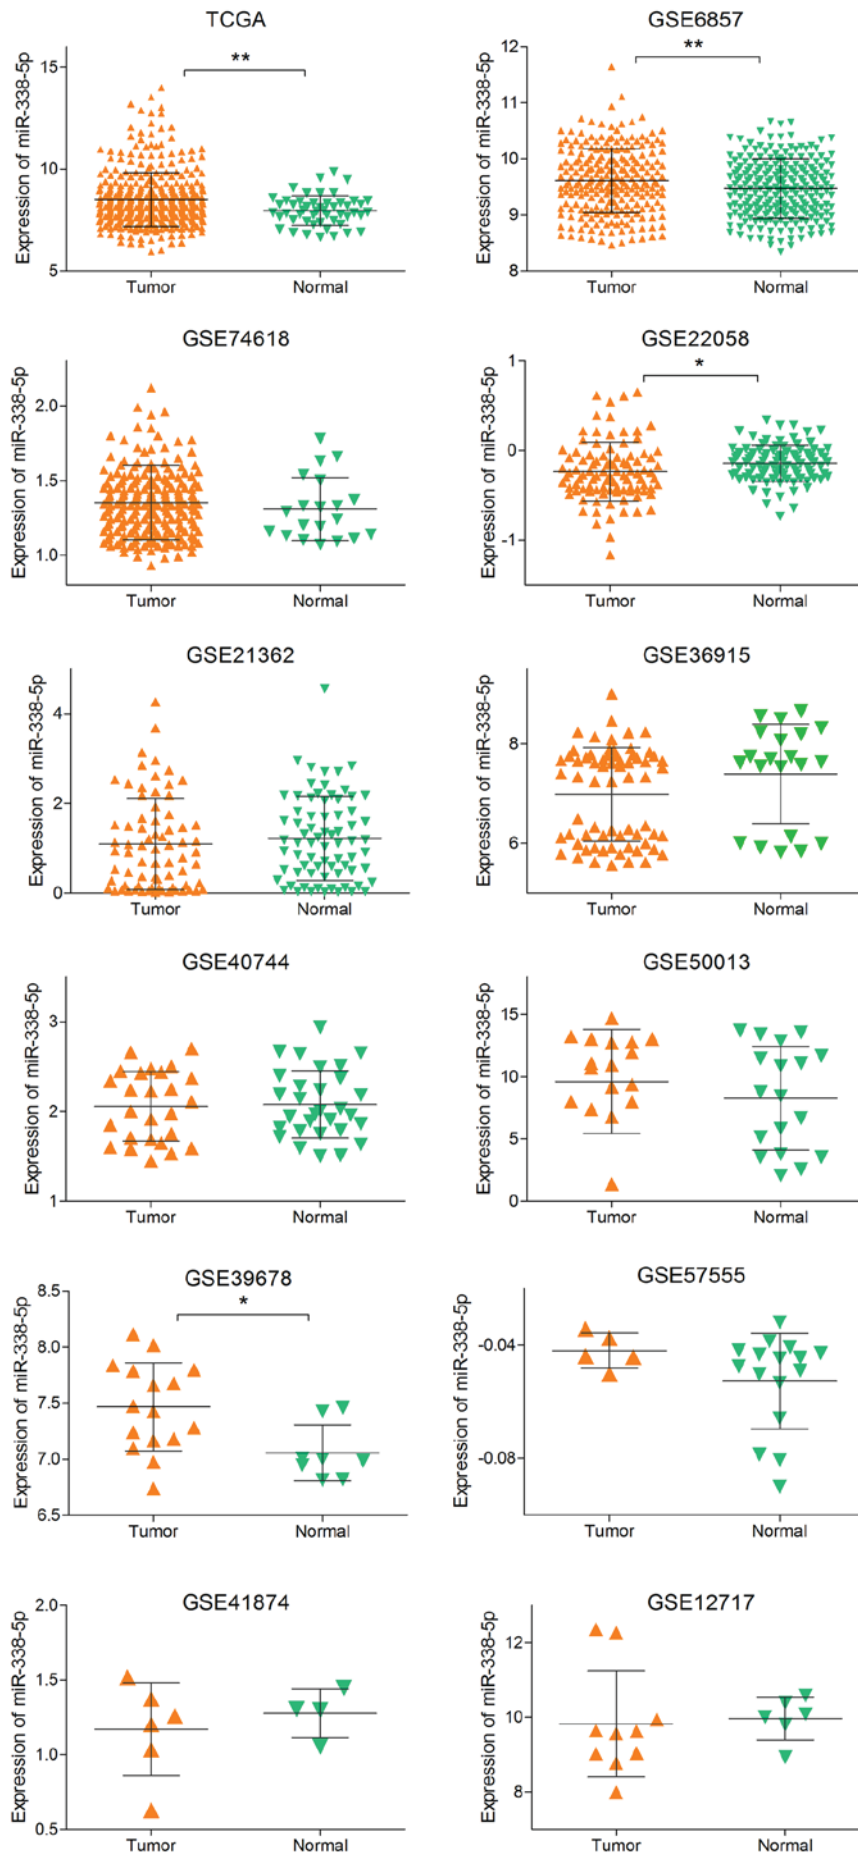 TCGA
Expression of miR-338-5p
15
10
5
**
Tumor
Normal
GSE6857
Expression of miR-338-5p
12
11
10
9
8
**
Tumor
Normal
GSE74618
Expression of miR-338-5p
2.0
1.5
1.0
Tumor
Normal
GSE22058
Expression of miR-338-5p
1
0
-1
*
Tumor
Normal
GSE21362
Expression of miR-338-5p
4
2
0
Tumor
Normal
GSE36915
Expression of miR-338-5p
8
6
Tumor
Normal
GSE40744
Expression of miR-338-5p
3
2
1
Tumor
Normal
GSE50013
Expression of miR-338-5p
15
10
5
0
Tumor
Normal
GSE39678
Expression of miR-338-5p
8.5
8.0
7.5
7.0
6.5
*
Tumor
Normal
GSE57555
Expression of miR-338-5p
-0.04
-0.08
Tumor
Normal
GSE41874
Expression of miR-338-5p
2.0
1.5
1.0
0.5
Tumor
Normal
GSE12717
Expression of miR-338-5p
12
10
8
Tumor
Normal